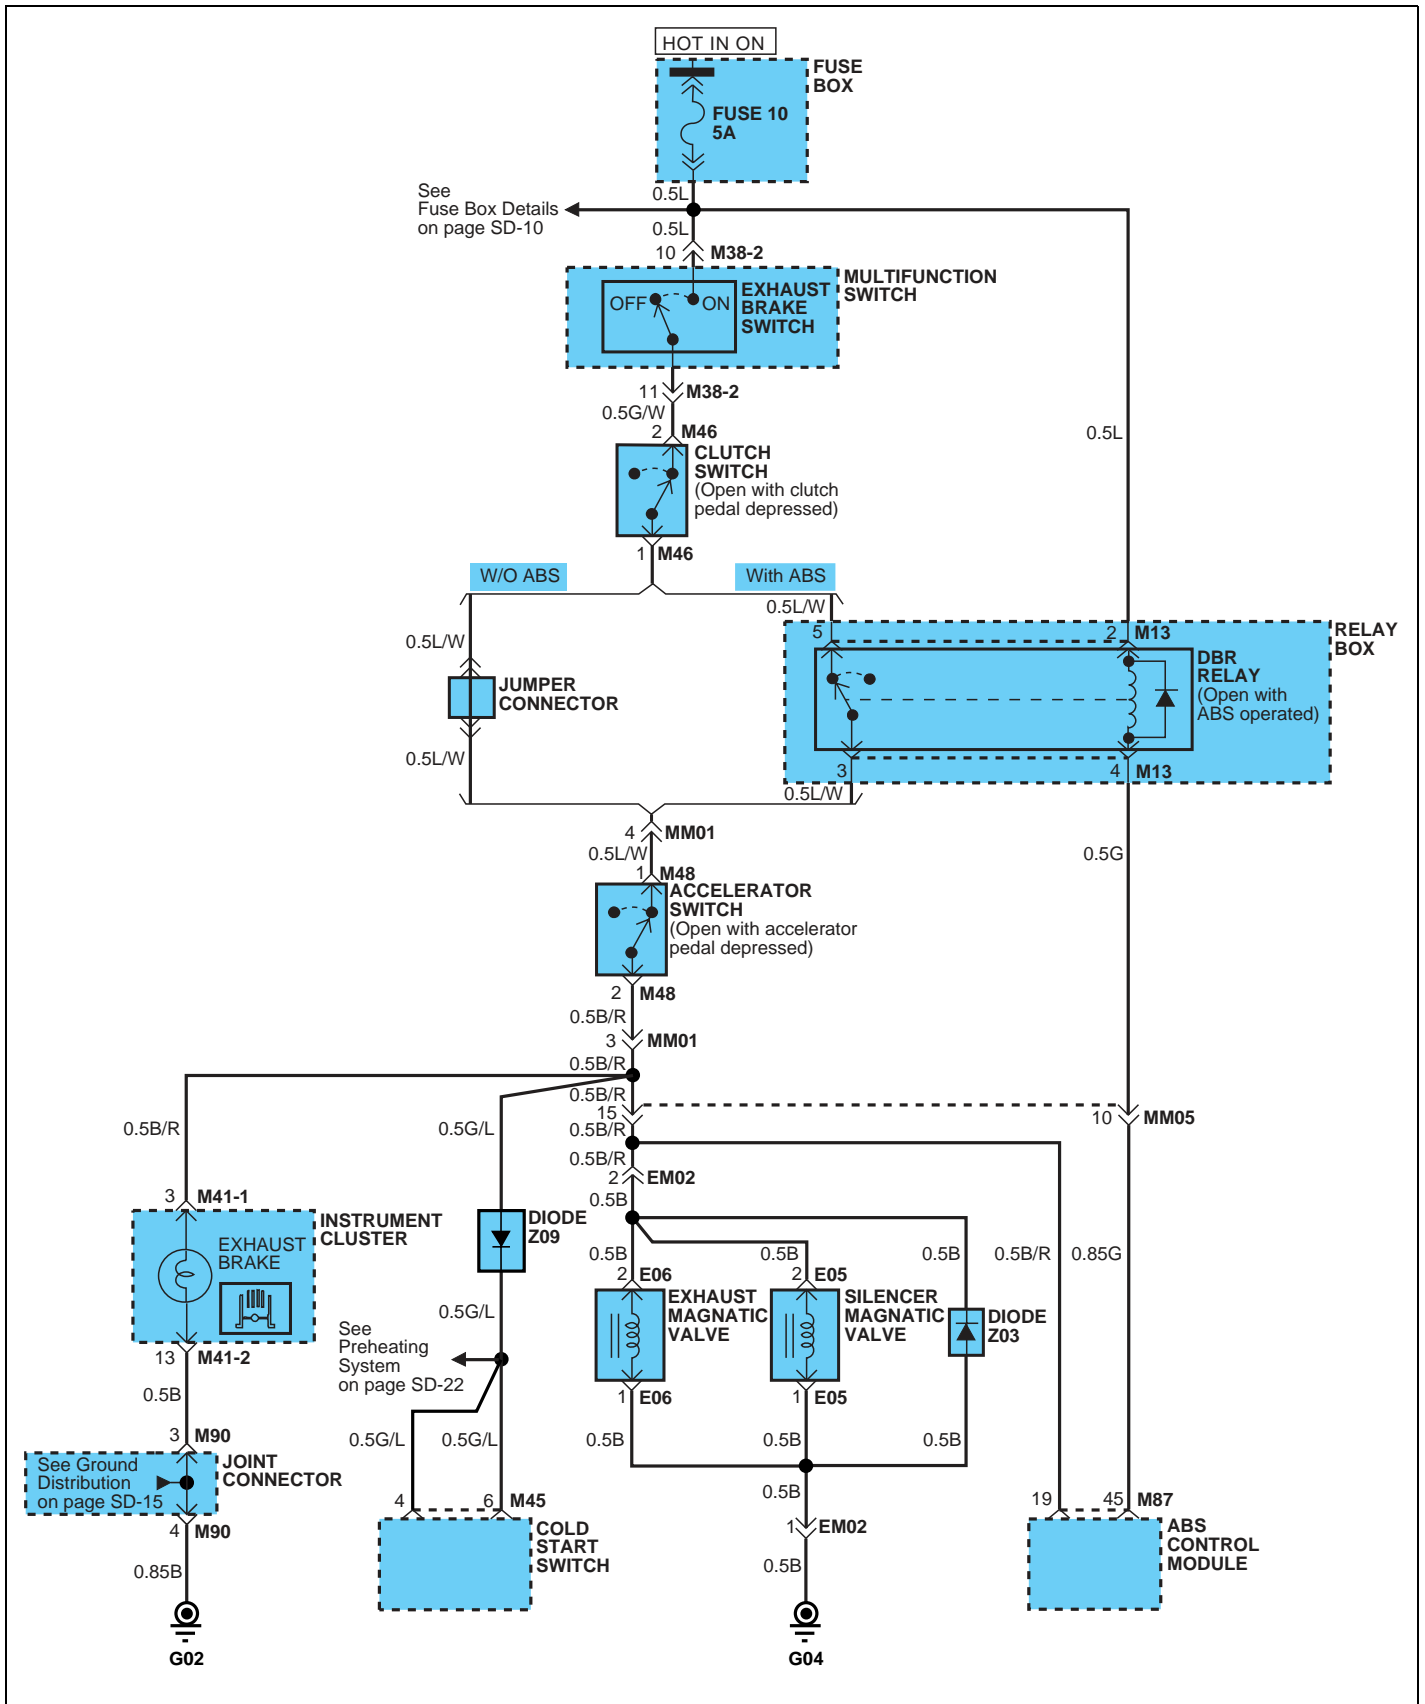 HOT IN ON
FUSE
BOX
FUSE 10
5A
0.5L
See
Fuse Box Details
on page SD-10
0.5L
10 M38-2
MULTIFUNCTION
SWITCH
EXHAUST
BRAKE
SWITCH
OFF ON
11 M38-2
0.5G/W
2 M46
CLUTCH
SWITCH
(Open with clutch
pedal depressed)
0.5L
1 M46
W/O ABS With ABS
0.5L/W
5 2 M13
RELAY
BOX
0.5L/W
DBR
RELAY
(Open with
ABS operated)
JUMPER
CONNECTOR
0.5L/W
3 4 M13
0.5L/W
4 MM01
0.5L/W
0.5G
1 M48
ACCELERATOR
SWITCH
(Open with accelerator
pedal depressed)
2 M48
0.5B/R
3 MM01
0.5B/R
0.5B/R
15 10 MM05
0.5B/R 0.5G/L 0.5B/R
0.5B/R
2 EM02
3 M41-1
0.5B
INSTRUMENT
CLUSTER
EXHAUST
BRAKE
DIODE
Z09
0.5B 0.5B 0.5B 0.5B/R 0.85G
2 E06 2 E05
EXHAUST
MAGNATIC
VALVE
SILENCER
MAGNATIC
VALVE
DIODE
Z03
0.5G/L
See
Preheating
System
on page SD-22
13 M41-2
0.5B
1 E06 1 E05
3 M90
0.5G/L 0.5G/L 0.5B 0.5B 0.5B
See Ground
Distribution
on page SD-15
JOINT
CONNECTOR
0.5B
4 6 M45 19 45 M87
4 M90
COLD
START
SWITCH
1 EM02
ABS
CONTROL
MODULE
0.85B
0.5B
G02 G04